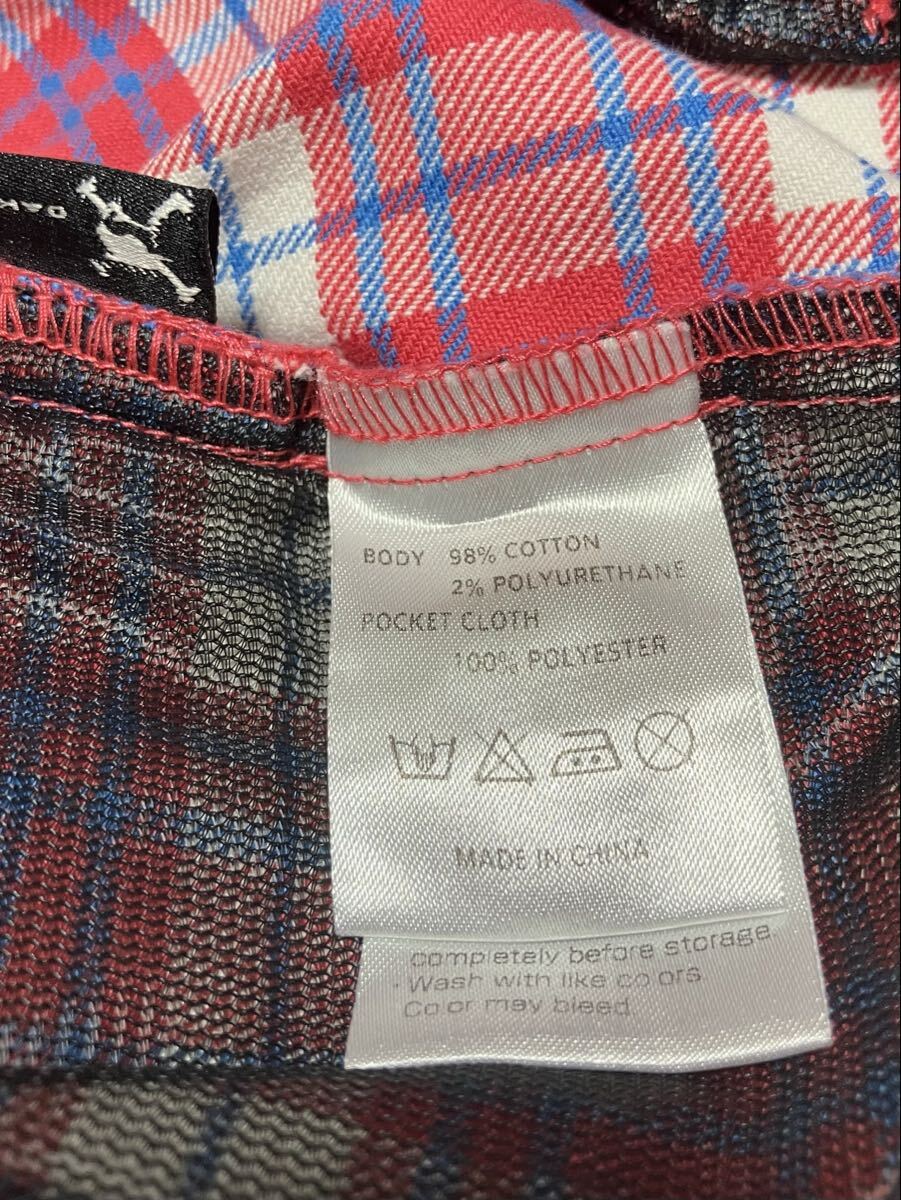 BODY 98% COTTON
2% POLYURETHANE
POCKET CLOTH
100% POLYESTER
MADE IN CHINA
completely before storage
· Wash with like colors
Color may bleed.